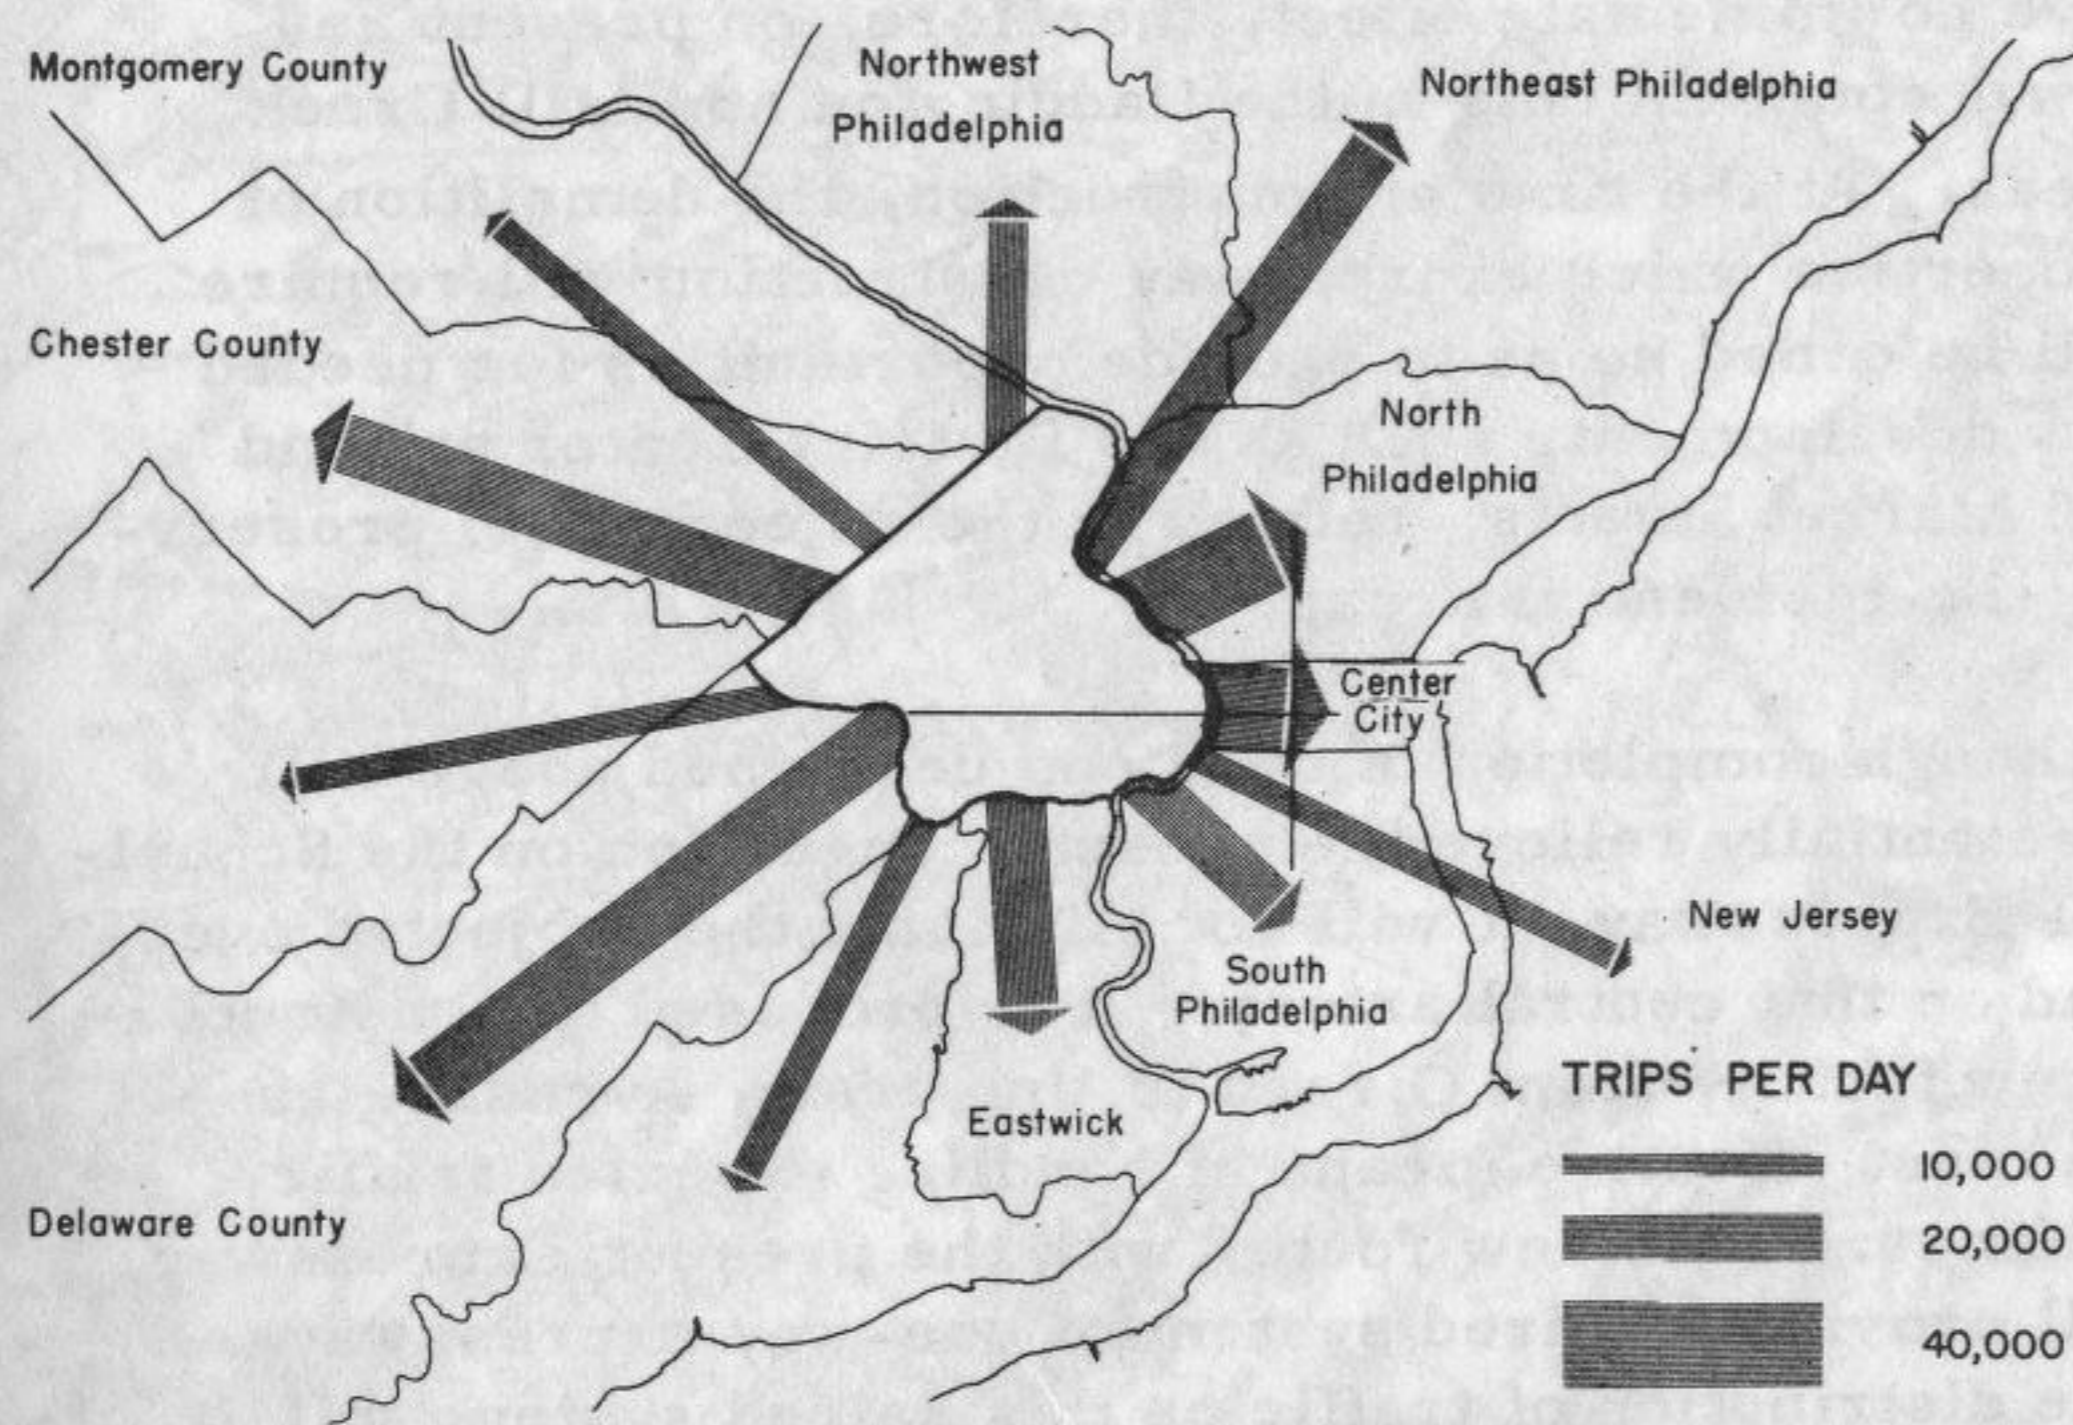 Montgomery County
Northwest
Philadelphia
Northeast Philadelphia
Chester County
North
Philadelphia
Center
City
New Jersey
South
Philadelphia
Eastwick
Delaware County
TRIPS PER DAY
10,000
20,000
40,000